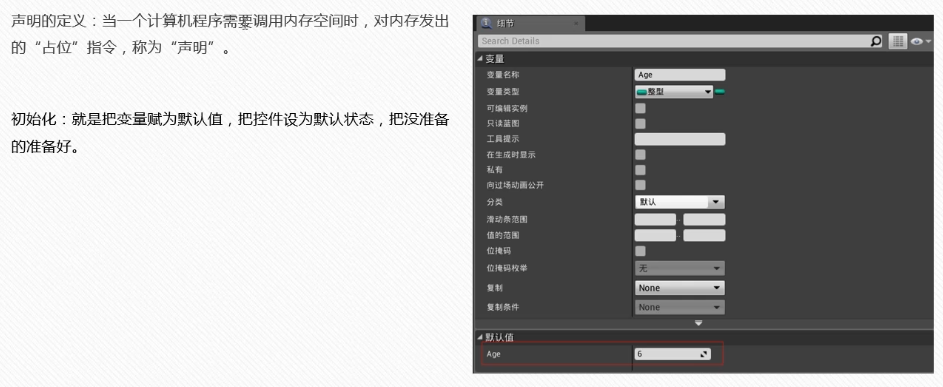 声明的定义：当一个计算机程序需要调用内存空间时，对内存发出
的“占位”指令，称为“声明”。
初始化：就是把变量赋为默认值，把控件设为默认状态，把没准备
的准备好。
细节
Search Details
变量
变量名称 Age
变量类型 整型
可编辑实例
只读蓝图
工具提示
在生成时显示
私有
向过场动画公开
分类 默认
滑动条范围
值的范围
位掩码
位掩码枚举 无
复制 None
复制条件 None
默认值
Age 6